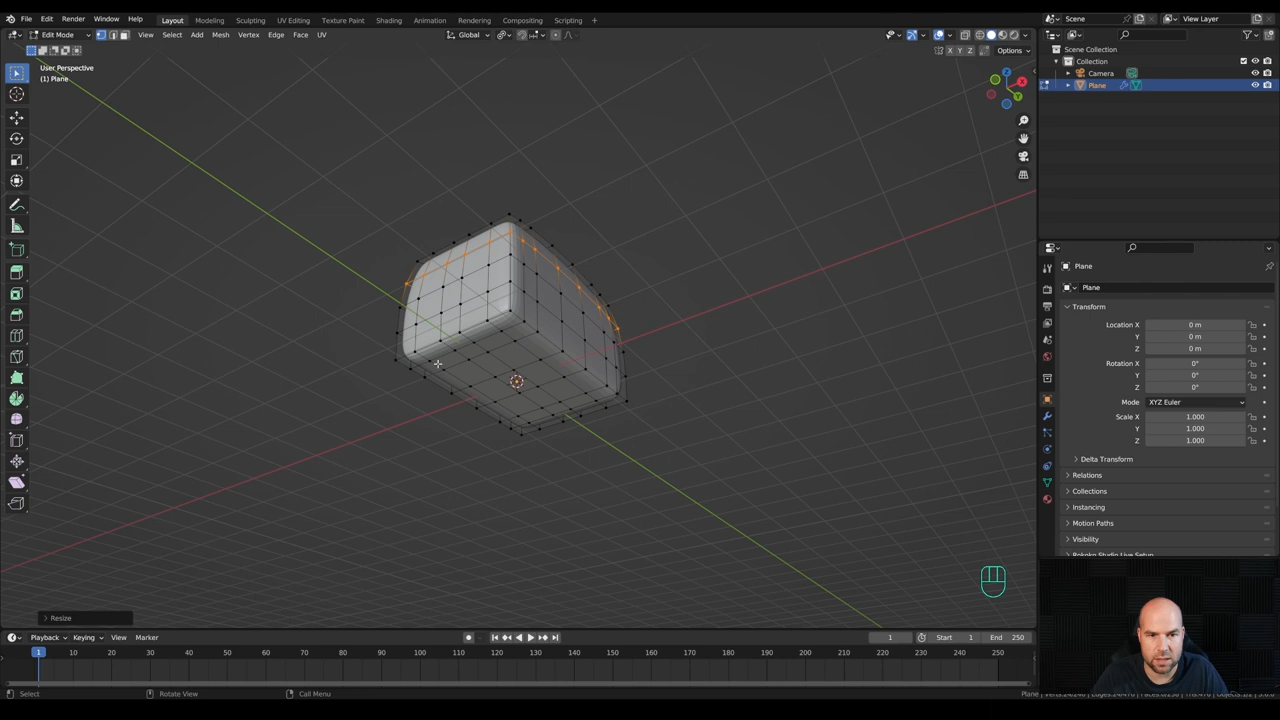 File Edit Render Window Help Layout Modeling Sculpting UV Editing Texture Paint Shading Animation Rendering Compositing Scripting + Scene View Layer
Edit Mode View Select Add Mesh Vertex Edge Face UV Global
X Y Z Options
User Perspective
(1) Plane
Scene Collection
Collection
Camera
Plane
Z
X
Y
Plane
Plane
Transform
Location X 0 m
Y 0 m
Z 0 m
Rotation X 0°
Y 0°
Z 0°
Mode XYZ Euler
Scale X 1.000
Y 1.000
Z 1.000
Delta Transform
Relations
Collections
Instancing
Motion Paths
Visibility
Rokoko Studio Live Setup
Resize
Playback Keying View Marker 1 Start 1 End 250
1 10 20 30 40 50 60 70 80 90 100 110 120 130 140 150 160 170 180 190 200 210 220 230 240 250
Select Rotate View Call Menu Plane